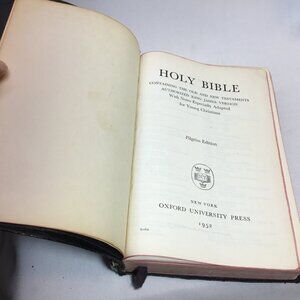 HOLY BIBLE
CONTAINING THE OLD AND NEW TESTAMENTS
AUTHORIZED KING JAMES VERSION
With Notes Especially Adapted
for Young Christians
Pilgrim Edition
NEW YORK
OXFORD UNIVERSITY PRESS
1952